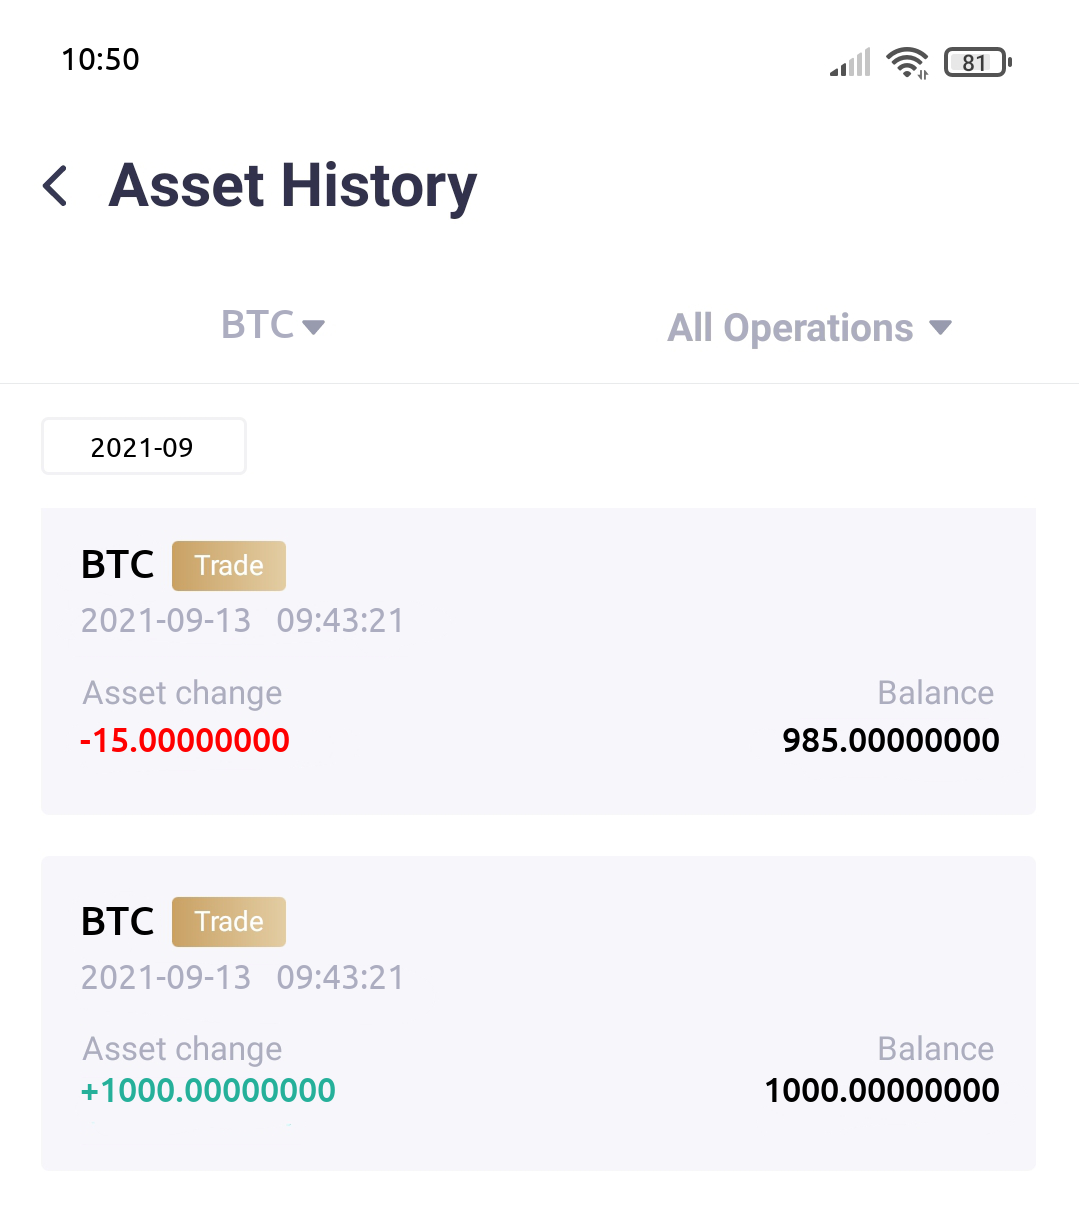 10:50 81
Asset History
BTC All Operations
2021-09
BTC Trade
2021-09-13 09:43:21
Asset change Balance
-15.00000000 985.00000000
BTC Trade
2021-09-13 09:43:21
Asset change Balance
+1000.00000000 1000.00000000